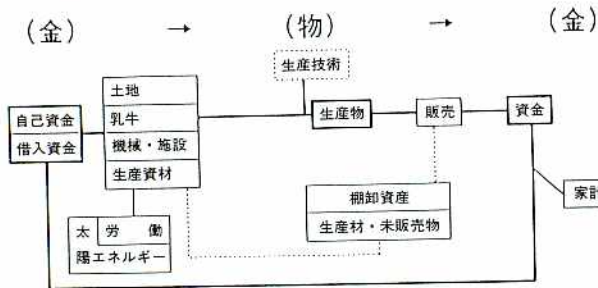 （金） → （物） → （金）
生産技術
土地
乳牛
機械・施設
生産資材
自己資金
借入資金
生産物
販売
資金
太 労 働
陽エネルギー
棚卸資産
生産材・未販売物
家計